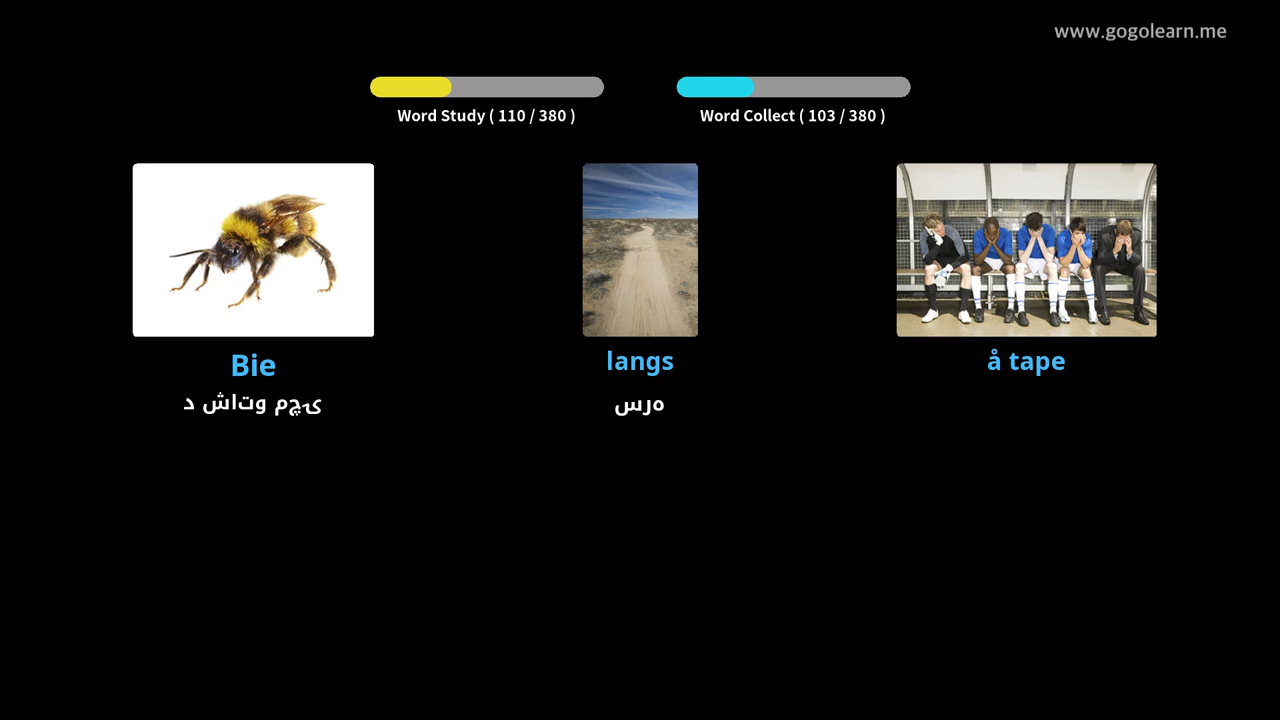 www.gogolearn.me
Word Study ( 110 / 380 )
Word Collect ( 103 / 380 )
Bie
د شاتو مچۍ
langs
سره
å tape